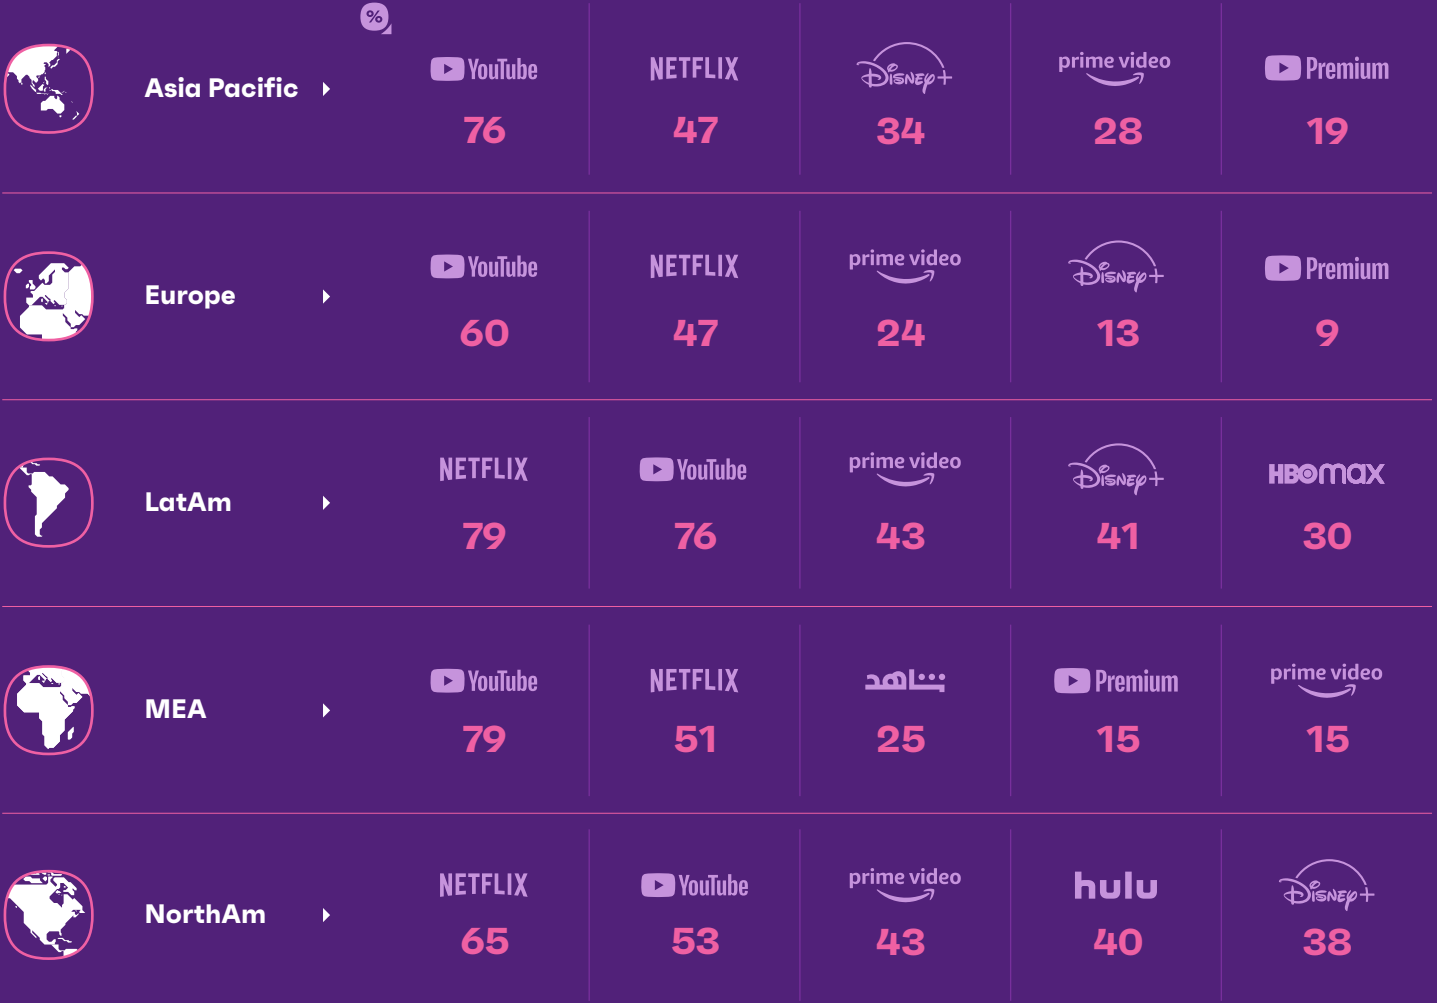 %
Asia Pacific
YouTube NETFLIX Disney+ prime video Premium
76 47 34 28 19
Europe
YouTube NETFLIX prime video Disney+ Premium
60 47 24 13 9
LatAm
NETFLIX YouTube prime video Disney+ HBOmax
79 76 43 41 30
MEA
YouTube NETFLIX شاهد Premium prime video
79 51 25 15 15
NorthAm
NETFLIX YouTube prime video hulu Disney+
65 53 43 40 38